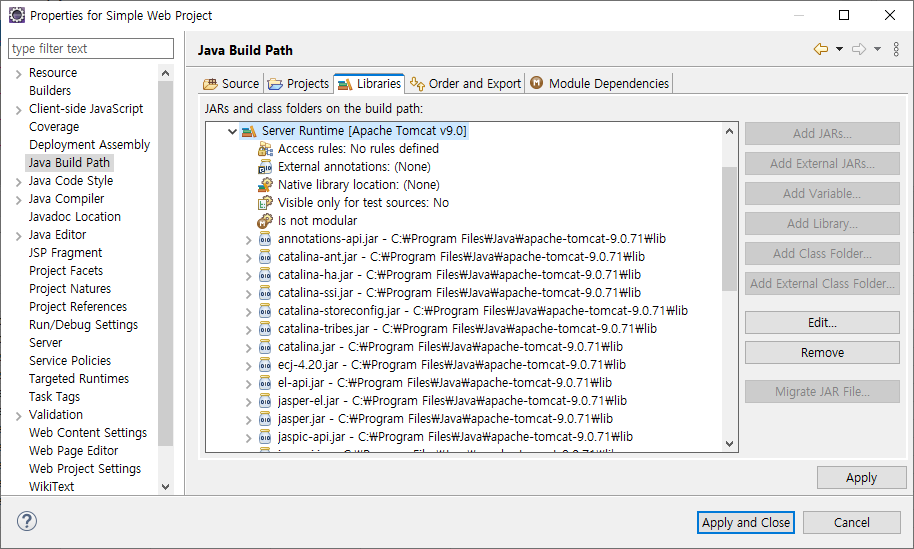 Properties for Simple Web Project
type filter text
Resource
Builders
Client-side JavaScript
Coverage
Deployment Assembly
Java Build Path
Java Code Style
Java Compiler
Javadoc Location
Java Editor
JSP Fragment
Project Facets
Project Natures
Project References
Run/Debug Settings
Server
Service Policies
Targeted Runtimes
Task Tags
Validation
Web Content Settings
Web Page Editor
Web Project Settings
WikiText
Java Build Path
Source Projects Libraries Order and Export Module Dependencies
JARs and class folders on the build path:
Server Runtime [Apache Tomcat v9.0]
Access rules: No rules defined
External annotations: (None)
Native library location: (None)
Visible only for test sources: No
Is not modular
annotations-api.jar - C:₩Program Files₩Java₩apache-tomcat-9.0.71₩lib
catalina-ant.jar - C:₩Program Files₩Java₩apache-tomcat-9.0.71₩lib
catalina-ha.jar - C:₩Program Files₩Java₩apache-tomcat-9.0.71₩lib
catalina-ssi.jar - C:₩Program Files₩Java₩apache-tomcat-9.0.71₩lib
catalina-storeconfig.jar - C:₩Program Files₩Java₩apache-tomcat-9.0.71₩lib
catalina-tribes.jar - C:₩Program Files₩Java₩apache-tomcat-9.0.71₩lib
catalina.jar - C:₩Program Files₩Java₩apache-tomcat-9.0.71₩lib
ecj-4.20.jar - C:₩Program Files₩Java₩apache-tomcat-9.0.71₩lib
el-api.jar - C:₩Program Files₩Java₩apache-tomcat-9.0.71₩lib
jasper-el.jar - C:₩Program Files₩Java₩apache-tomcat-9.0.71₩lib
jasper.jar - C:₩Program Files₩Java₩apache-tomcat-9.0.71₩lib
jaspic-api.jar - C:₩Program Files₩Java₩apache-tomcat-9.0.71₩lib
Add JARs...
Add External JARs...
Add Variable...
Add Library...
Add Class Folder...
Add External Class Folder...
Edit...
Remove
Migrate JAR File...
Apply
Apply and Close
Cancel